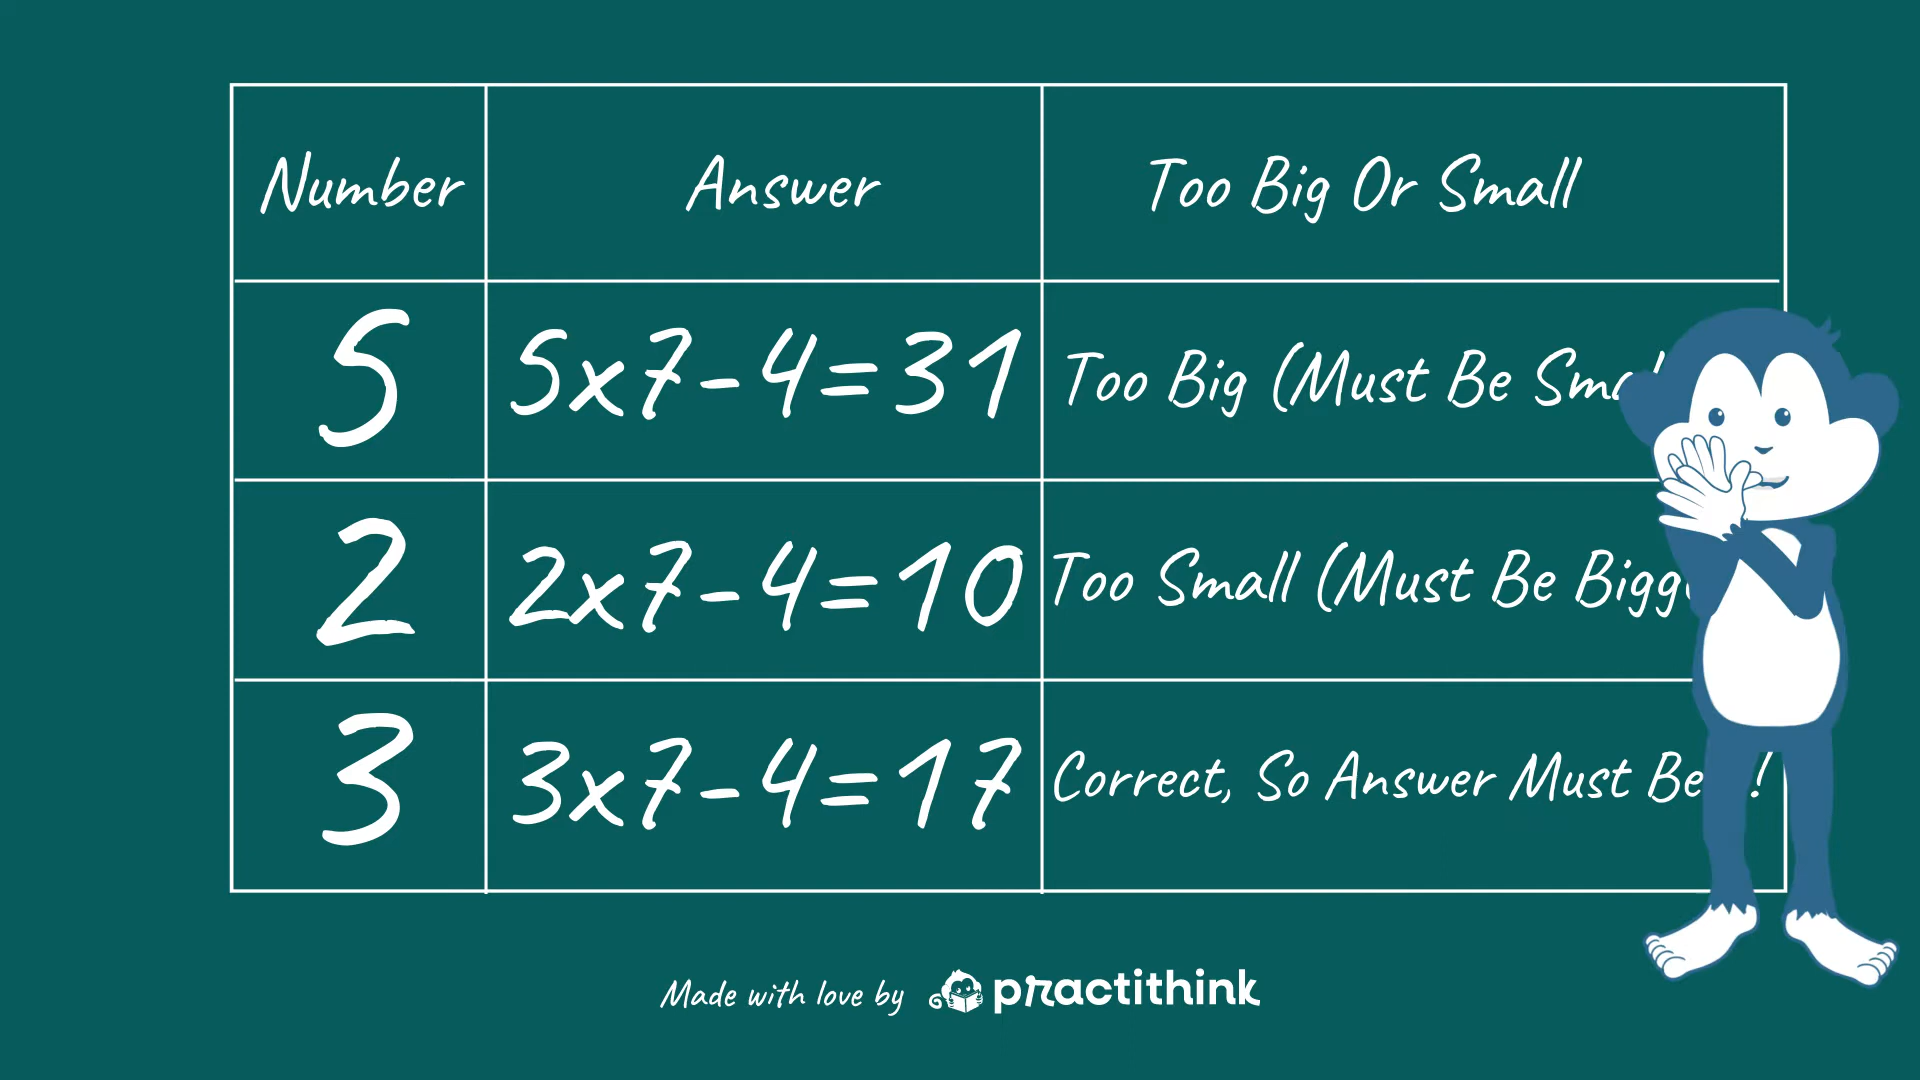 Number Answer Too Big Or Small
5 5x7-4=31 Too Big (Must Be
2 2x7-4=10 Too Small (Must Be
3 3x7-4=17 Correct, So Answer Must Be !
Made with love by practithink